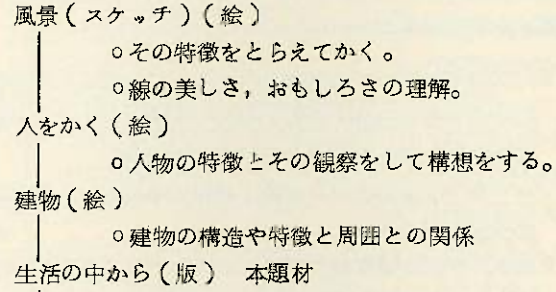 風景(スケッチ)(絵)
○その特徴をとらえてかく。
○線の美しさ,おもしろさの理解。
人をかく(絵)
○人物の特徴とその観察をして構想をする。
建物(絵)
○建物の構造や特徴と周囲との関係
生活の中から(版) 本題材